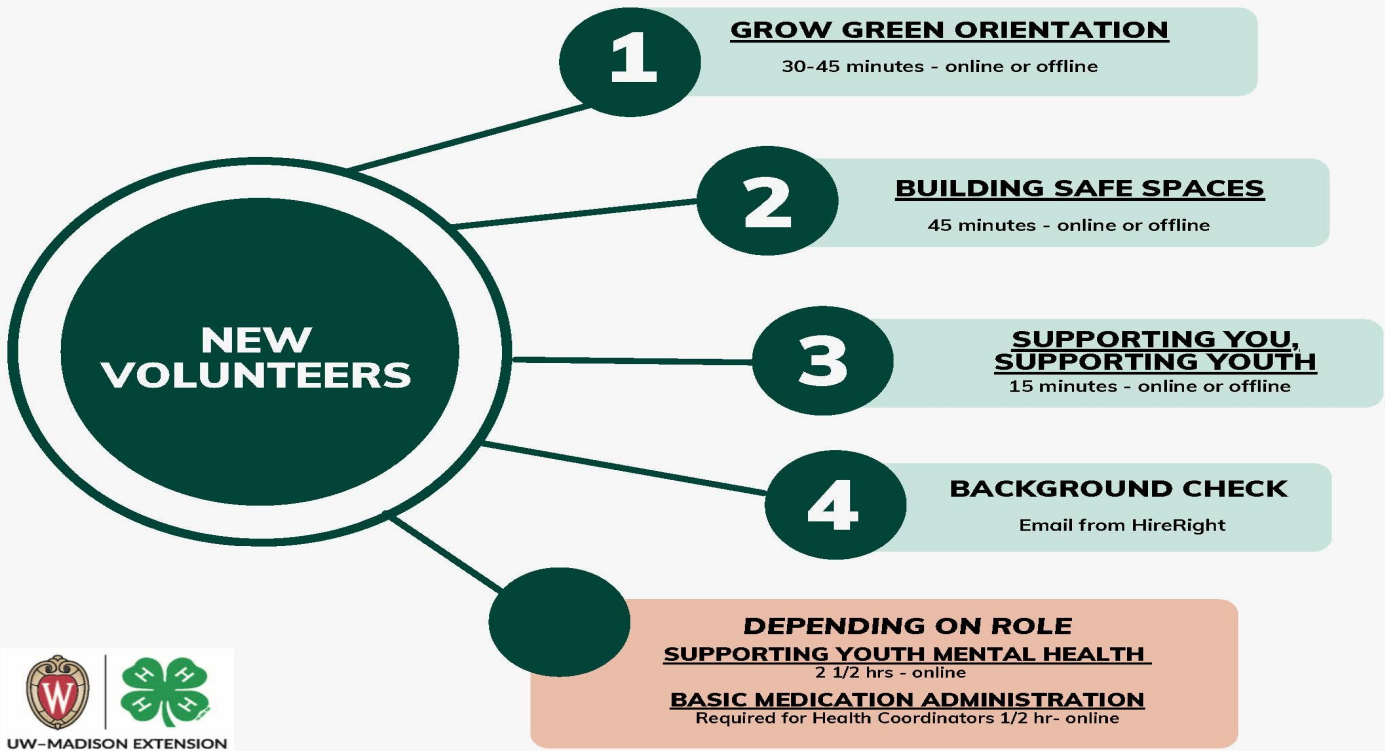 1
GROW GREEN ORIENTATION
30-45 minutes - online or offline
2
BUILDING SAFE SPACES
45 minutes - online or offline
NEW
VOLUNTEERS
3
SUPPORTING YOU,
SUPPORTING YOUTH
15 minutes - online or offline
4
BACKGROUND CHECK
Email from HireRight
DEPENDING ON ROLE
SUPPORTING YOUTH MENTAL HEALTH
2 1/2 hrs - online
BASIC MEDICATION ADMINISTRATION
Required for Health Coordinators 1/2 hr- online
W
H H
H H
UW-MADISON EXTENSION